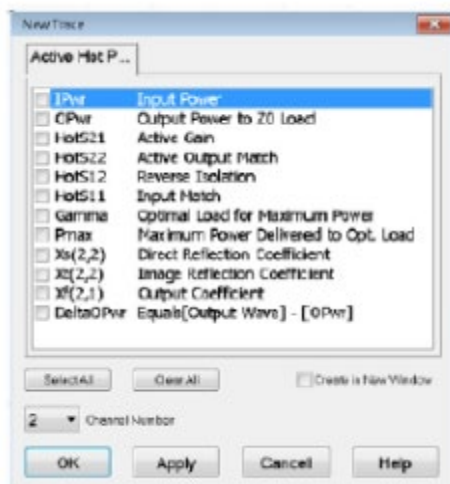 New Trace
Active Hot P...
IPwr Input Power
OPwr Output Power to Z0 Load
HotS21 Active Gain
HotS22 Active Output Match
HotS12 Reverse Isolation
HotS11 Input Match
Gamma Optimal Load for Maximum Power
Pmax Maximum Power Delivered to Opt. Load
Xs(2,2) Direct Reflection Coefficient
Xt(2,2) Image Reflection Coefficient
Xf(2,1) Output Coefficient
DeltaOPwr Equals[Output Wave] - [OPwr]
Select All Clear All Create in New Window
2 Channel Number
OK Apply Cancel Help